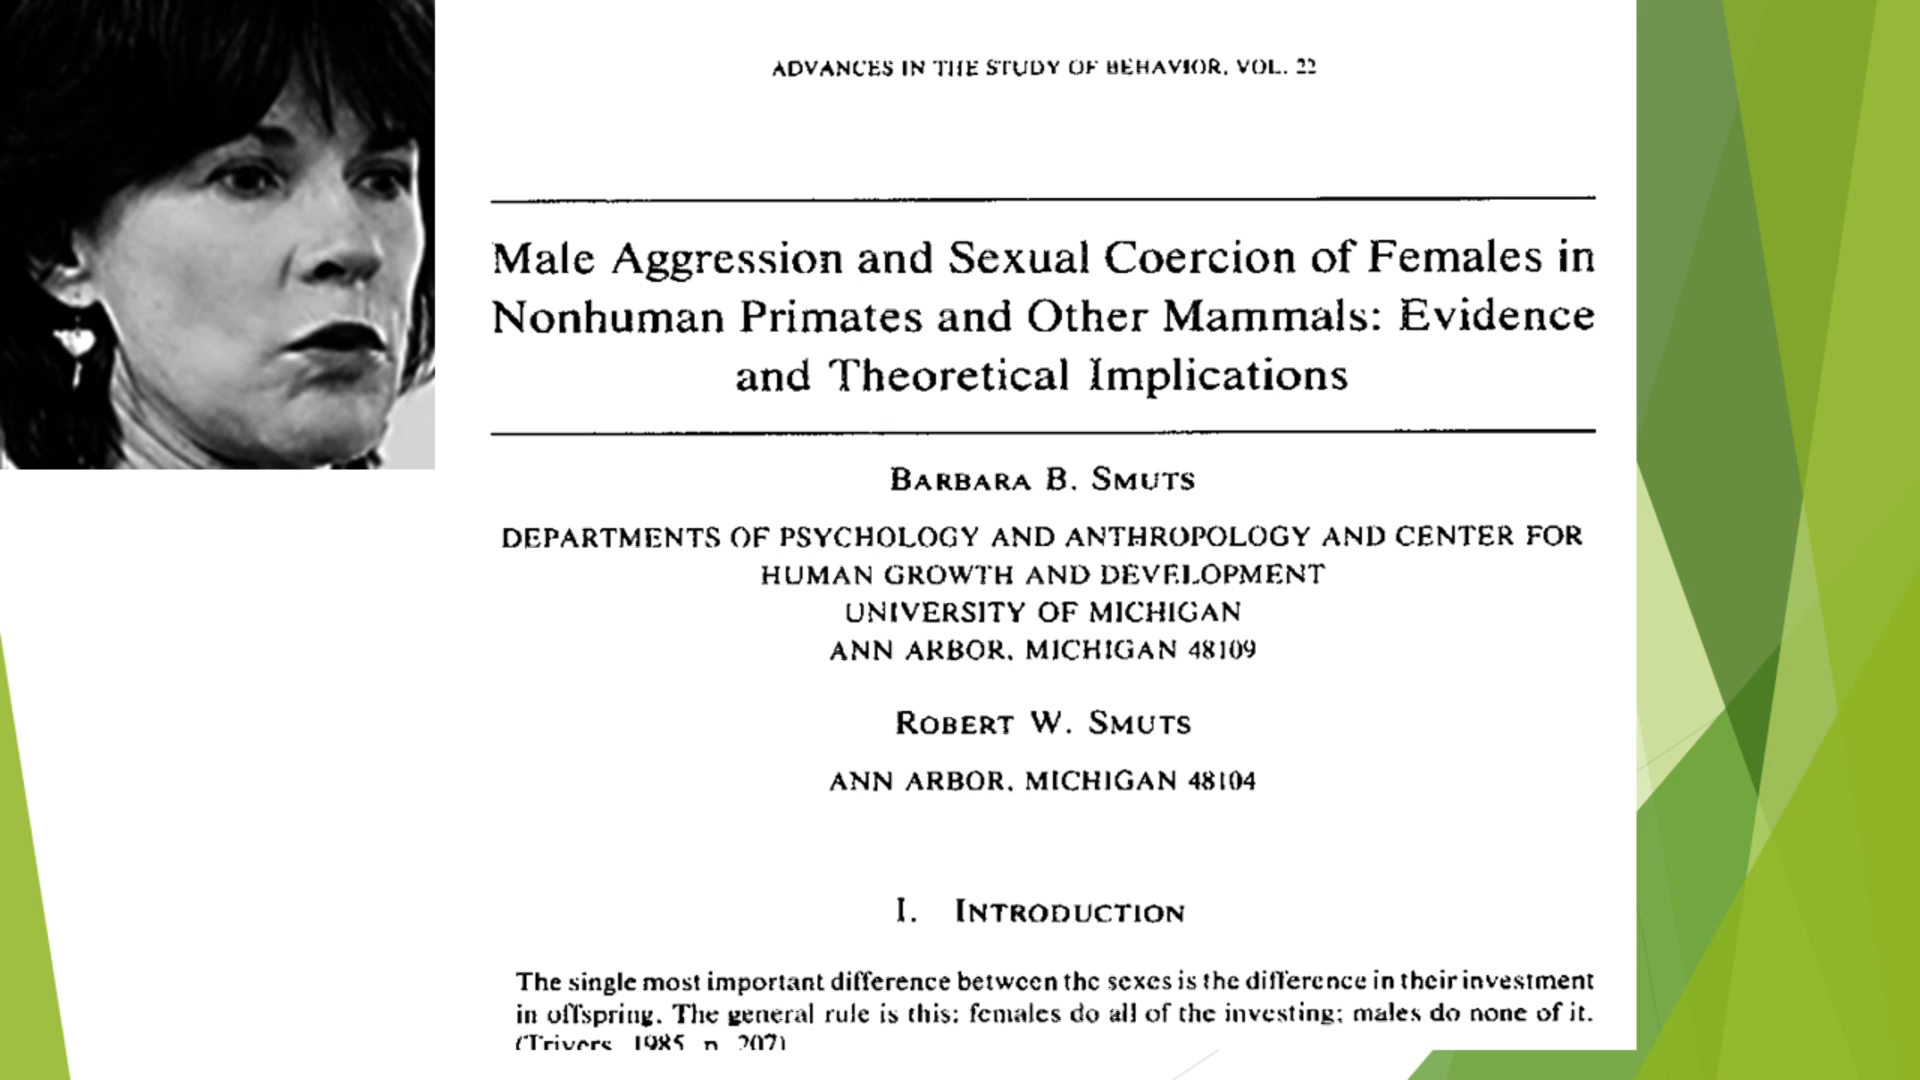 ADVANCES IN THE STUDY OF BEHAVIOR, VOL. 22
Male Aggression and Sexual Coercion of Females in
Nonhuman Primates and Other Mammals: Evidence
and Theoretical Implications
BARBARA B. SMUTS
DEPARTMENTS OF PSYCHOLOGY AND ANTHROPOLOGY AND CENTER FOR
HUMAN GROWTH AND DEVELOPMENT
UNIVERSITY OF MICHIGAN
ANN ARBOR, MICHIGAN 48109
ROBERT W. SMUTS
ANN ARBOR, MICHIGAN 48104
I. INTRODUCTION
The single most important difference between the sexes is the difference in their investment
in offspring. The general rule is this: females do all of the investing; males do none of it.
(Trivers, 1985, p. 207)